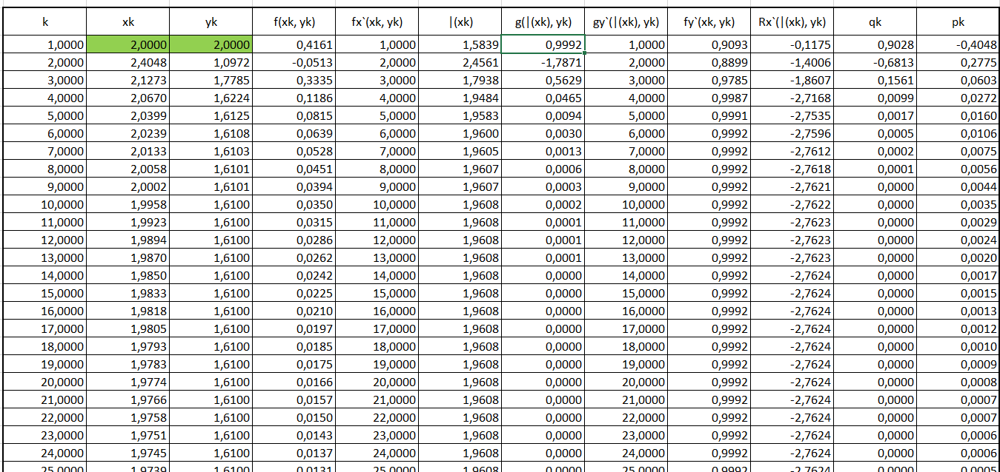 k xk yk f(xk, yk) fx`(xk, yk) |(xk) g(|(xk), yk) gy`(|(xk), yk) fy`(xk, yk) Rx`(|(xk), yk) qk pk
1,0000 2,0000 2,0000 0,4161 1,0000 1,5839 0,9992 1,0000 0,9093 -0,1175 0,9028 -0,4048
2,0000 2,4048 1,0972 -0,0513 2,0000 2,4561 -1,7871 2,0000 0,8899 -1,4006 -0,6813 0,2775
3,0000 2,1273 1,7785 0,3335 3,0000 1,7938 0,5629 3,0000 0,9785 -1,8607 0,1561 0,0603
4,0000 2,0670 1,6224 0,1186 4,0000 1,9484 0,0465 4,0000 0,9987 -2,7168 0,0099 0,0272
5,0000 2,0399 1,6125 0,0815 5,0000 1,9583 0,0094 5,0000 0,9991 -2,7535 0,0017 0,0160
6,0000 2,0239 1,6108 0,0639 6,0000 1,9600 0,0030 6,0000 0,9992 -2,7596 0,0005 0,0106
7,0000 2,0133 1,6103 0,0528 7,0000 1,9605 0,0013 7,0000 0,9992 -2,7612 0,0002 0,0075
8,0000 2,0058 1,6101 0,0451 8,0000 1,9607 0,0006 8,0000 0,9992 -2,7618 0,0001 0,0056
9,0000 2,0002 1,6101 0,0394 9,0000 1,9607 0,0003 9,0000 0,9992 -2,7621 0,0000 0,0044
10,0000 1,9958 1,6100 0,0350 10,0000 1,9608 0,0002 10,0000 0,9992 -2,7622 0,0000 0,0035
11,0000 1,9923 1,6100 0,0315 11,0000 1,9608 0,0001 11,0000 0,9992 -2,7623 0,0000 0,0029
12,0000 1,9894 1,6100 0,0286 12,0000 1,9608 0,0001 12,0000 0,9992 -2,7623 0,0000 0,0024
13,0000 1,9870 1,6100 0,0262 13,0000 1,9608 0,0001 13,0000 0,9992 -2,7623 0,0000 0,0020
14,0000 1,9850 1,6100 0,0242 14,0000 1,9608 0,0000 14,0000 0,9992 -2,7624 0,0000 0,0017
15,0000 1,9833 1,6100 0,0225 15,0000 1,9608 0,0000 15,0000 0,9992 -2,7624 0,0000 0,0015
16,0000 1,9818 1,6100 0,0210 16,0000 1,9608 0,0000 16,0000 0,9992 -2,7624 0,0000 0,0013
17,0000 1,9805 1,6100 0,0197 17,0000 1,9608 0,0000 17,0000 0,9992 -2,7624 0,0000 0,0012
18,0000 1,9793 1,6100 0,0185 18,0000 1,9608 0,0000 18,0000 0,9992 -2,7624 0,0000 0,0010
19,0000 1,9783 1,6100 0,0175 19,0000 1,9608 0,0000 19,0000 0,9992 -2,7624 0,0000 0,0009
20,0000 1,9774 1,6100 0,0166 20,0000 1,9608 0,0000 20,0000 0,9992 -2,7624 0,0000 0,0008
21,0000 1,9766 1,6100 0,0157 21,0000 1,9608 0,0000 21,0000 0,9992 -2,7624 0,0000 0,0007
22,0000 1,9758 1,6100 0,0150 22,0000 1,9608 0,0000 22,0000 0,9992 -2,7624 0,0000 0,0007
23,0000 1,9751 1,6100 0,0143 23,0000 1,9608 0,0000 23,0000 0,9992 -2,7624 0,0000 0,0006
24,0000 1,9745 1,6100 0,0137 24,0000 1,9608 0,0000 24,0000 0,9992 -2,7624 0,0000 0,0006
25,0000 1,9739 1,6100 0,0131 25,0000 1,9608 0,0000 25,0000 0,9992 -2,7624 0,0000 0,0005